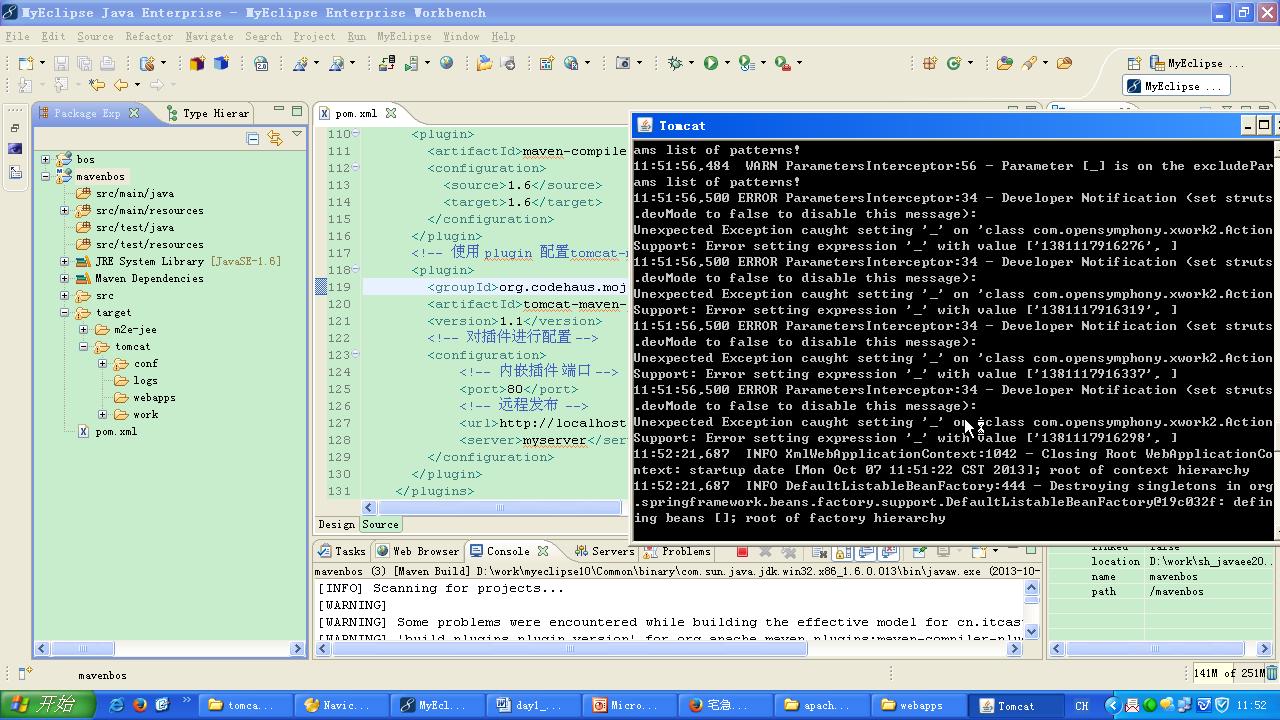 MyEclipse Java Enterprise - MyEclipse Enterprise Workbench
File Edit Source Refactor Navigate Search Project Run MyEclipse Window Help
MyEclipse ...
MyEclipse ...
Package Exp
Type Hierar
bos
mavenbos
src/main/java
src/main/resources
src/test/java
src/test/resources
JRE System Library [JavaSE-1.6]
Maven Dependencies
src
target
m2e-jee
tomcat
conf
logs
webapps
work
pom.xml
pom.xml
110 <plugin>
111 <artifactId>maven-compile
112 <configuration>
113 <source>1.6</source>
114 <target>1.6</target>
115 </configuration>
116 </plugin>
117 <!-- 使用 plugin 配置tomcat-
118 <plugin>
119 <groupId>org.codehaus.moj
120 <artifactId>tomcat-maven-
121 <version>1.1</version>
122 <!-- 对插件进行配置 -->
123 <configuration>
124 <!-- 内嵌插件 端口 -->
125 <port>80</port>
126 <!-- 远程发布 -->
127 <url>http://localhost
128 <server>myserver</ser
129 </configuration>
130 </plugin>
131 </plugins>
Design Source
Tomcat
ams list of patterns!
11:51:56,484 WARN ParametersInterceptor:56 - Parameter [_] is on the excludePar
ams list of patterns!
11:51:56,500 ERROR ParametersInterceptor:34 - Developer Notification (set struts
.devMode to false to disable this message):
Unexpected Exception caught setting '_' on 'class com.opensymphony.xwork2.Action
Support: Error setting expression '_' with value ['1381117916276', ]
11:51:56,500 ERROR ParametersInterceptor:34 - Developer Notification (set struts
.devMode to false to disable this message):
Unexpected Exception caught setting '_' on 'class com.opensymphony.xwork2.Action
Support: Error setting expression '_' with value ['1381117916319', ]
11:51:56,500 ERROR ParametersInterceptor:34 - Developer Notification (set struts
.devMode to false to disable this message):
Unexpected Exception caught setting '_' on 'class com.opensymphony.xwork2.Action
Support: Error setting expression '_' with value ['1381117916337', ]
11:51:56,500 ERROR ParametersInterceptor:34 - Developer Notification (set struts
.devMode to false to disable this message):
Unexpected Exception caught setting '_' on 'class com.opensymphony.xwork2.Action
Support: Error setting expression '_' with value ['1381117916298', ]
11:52:21,687 INFO XmlWebApplicationContext:1042 - Closing Root WebApplicationCo
ntext: startup date [Mon Oct 07 11:51:22 CST 2013]; root of context hierarchy
11:52:21,687 INFO DefaultListableBeanFactory:444 - Destroying singletons in org
.springframework.beans.factory.support.DefaultListableBeanFactory@19c032f: defin
ing beans []; root of factory hierarchy
Tasks Web Browser Console Servers Problems
mavenbos (3) [Maven Build] D:\work\myeclipse10\Common\binary\com.sun.java.jdk.win32.x86_1.6.0.013\bin\javaw.exe (2013-10-
[INFO] Scanning for projects...
[WARNING]
[WARNING] Some problems were encountered while building the effective model for cn.itcas
[WARNING] 'build.plugins.plugin.version' for org.apache.maven.plugins:maven-compiler-plu
linked false
location D:\work\sh_javaee20...
name mavenbos
path /mavenbos
mavenbos
141M of 251M
开始
tomca...
Navic...
MyEcl...
day1_...
Micro...
宅急...
apach...
webapps
Tomcat
CH
11:52